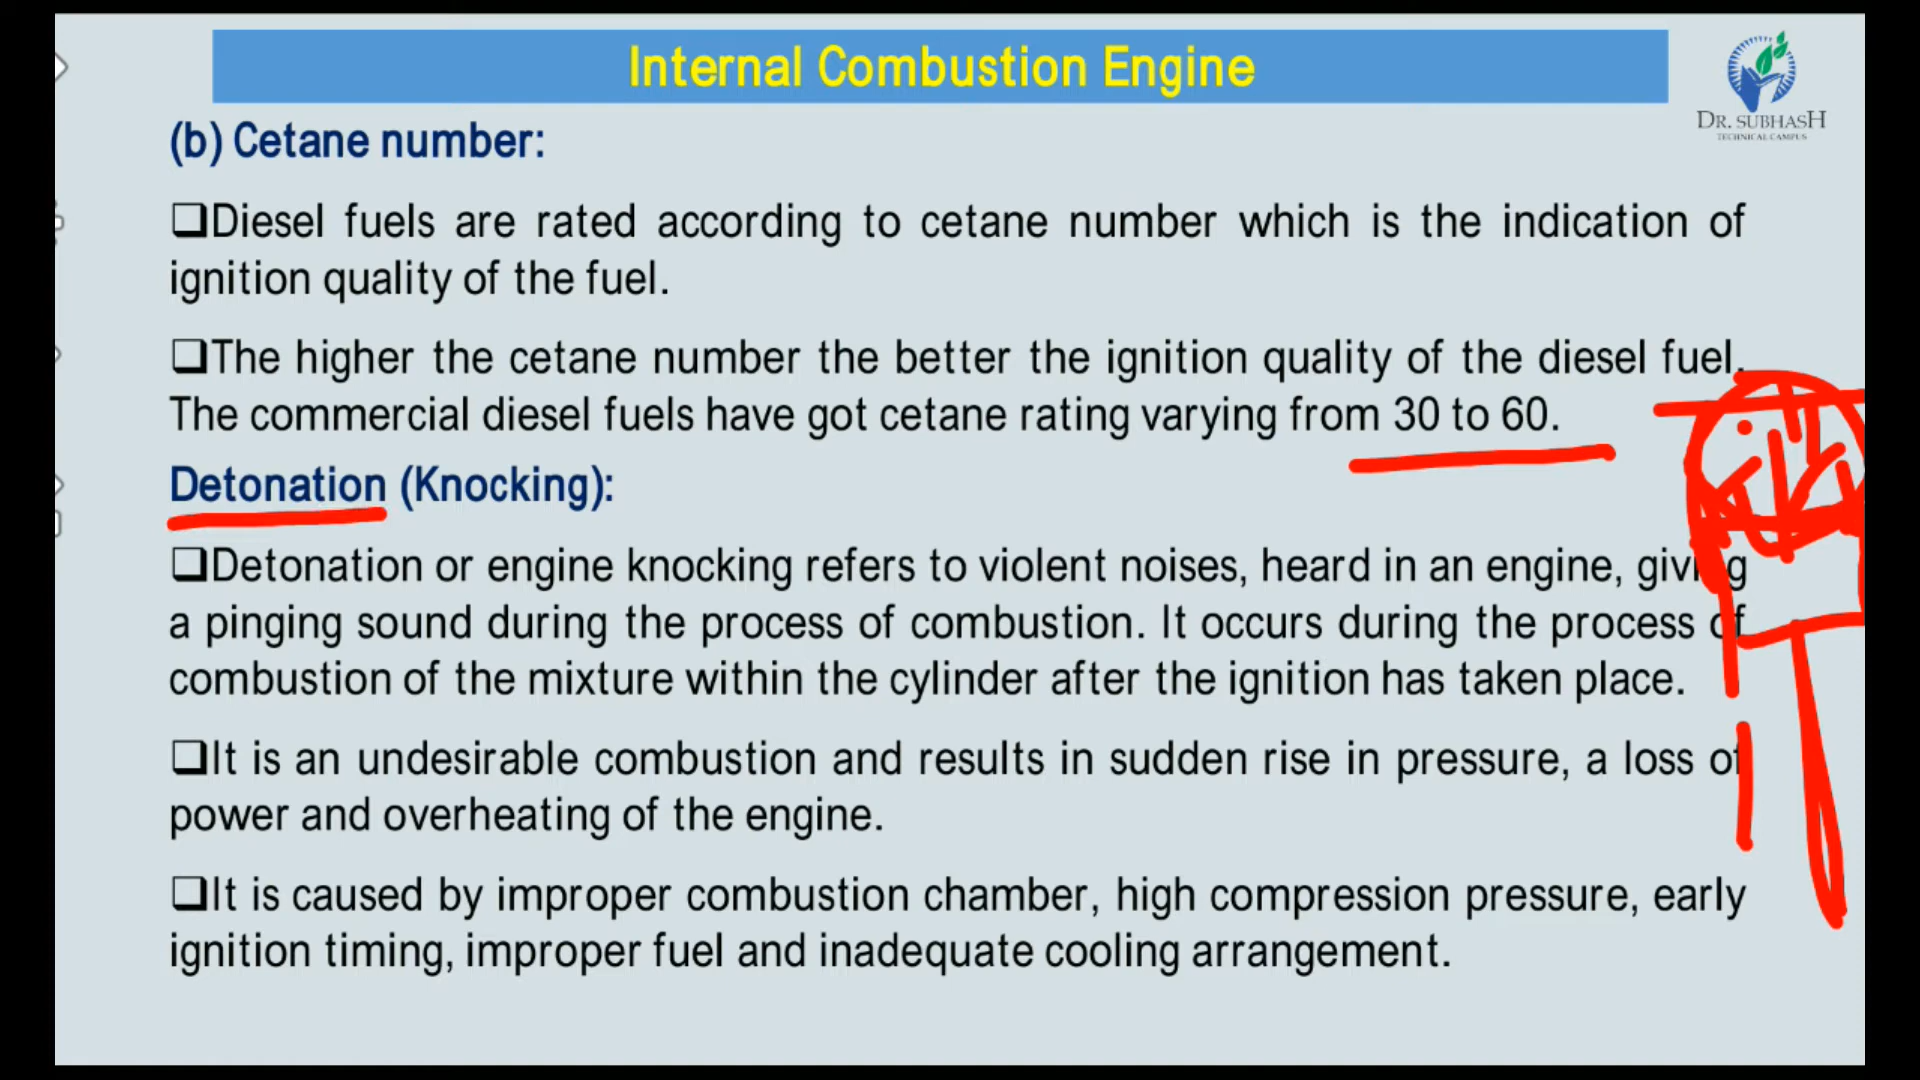 Internal Combustion Engine
DR. SUBHASH
TECHNICAL CAMPUS
(b) Cetane number:
❑Diesel fuels are rated according to cetane number which is the indication of
ignition quality of the fuel.
❑The higher the cetane number the better the ignition quality of the diesel fuel.
The commercial diesel fuels have got cetane rating varying from 30 to 60.
Detonation (Knocking):
❑Detonation or engine knocking refers to violent noises, heard in an engine, giving
a pinging sound during the process of combustion. It occurs during the process of
combustion of the mixture within the cylinder after the ignition has taken place.
❑It is an undesirable combustion and results in sudden rise in pressure, a loss of
power and overheating of the engine.
❑It is caused by improper combustion chamber, high compression pressure, early
ignition timing, improper fuel and inadequate cooling arrangement.